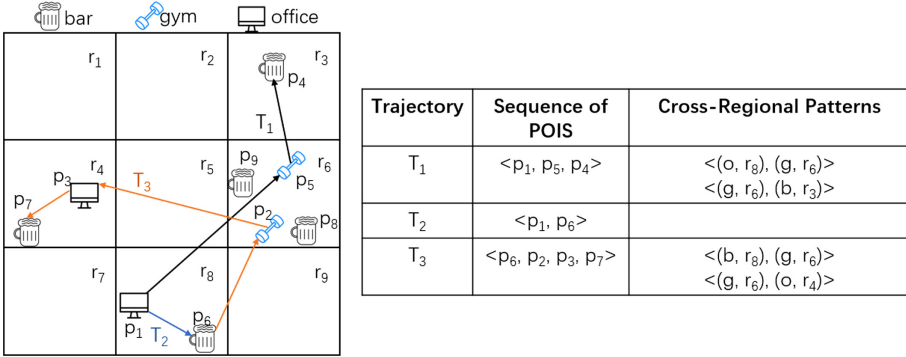 bar gym office
r1 r2 r3
p4
T1
p9 r6
r4 r5
p3 T3 p5
p7 p2 p8
r7 r8 r9
p6
p1 T2
Trajectory Sequence of POIS Cross-Regional Patterns
T1 <p1, p5, p4> <(o, r8), (g, r6)>
<(g, r6), (b, r3)>
T2 <p1, p6>
T3 <p6, p2, p3, p7> <(b, r8), (g, r6)>
<(g, r6), (o, r4)>